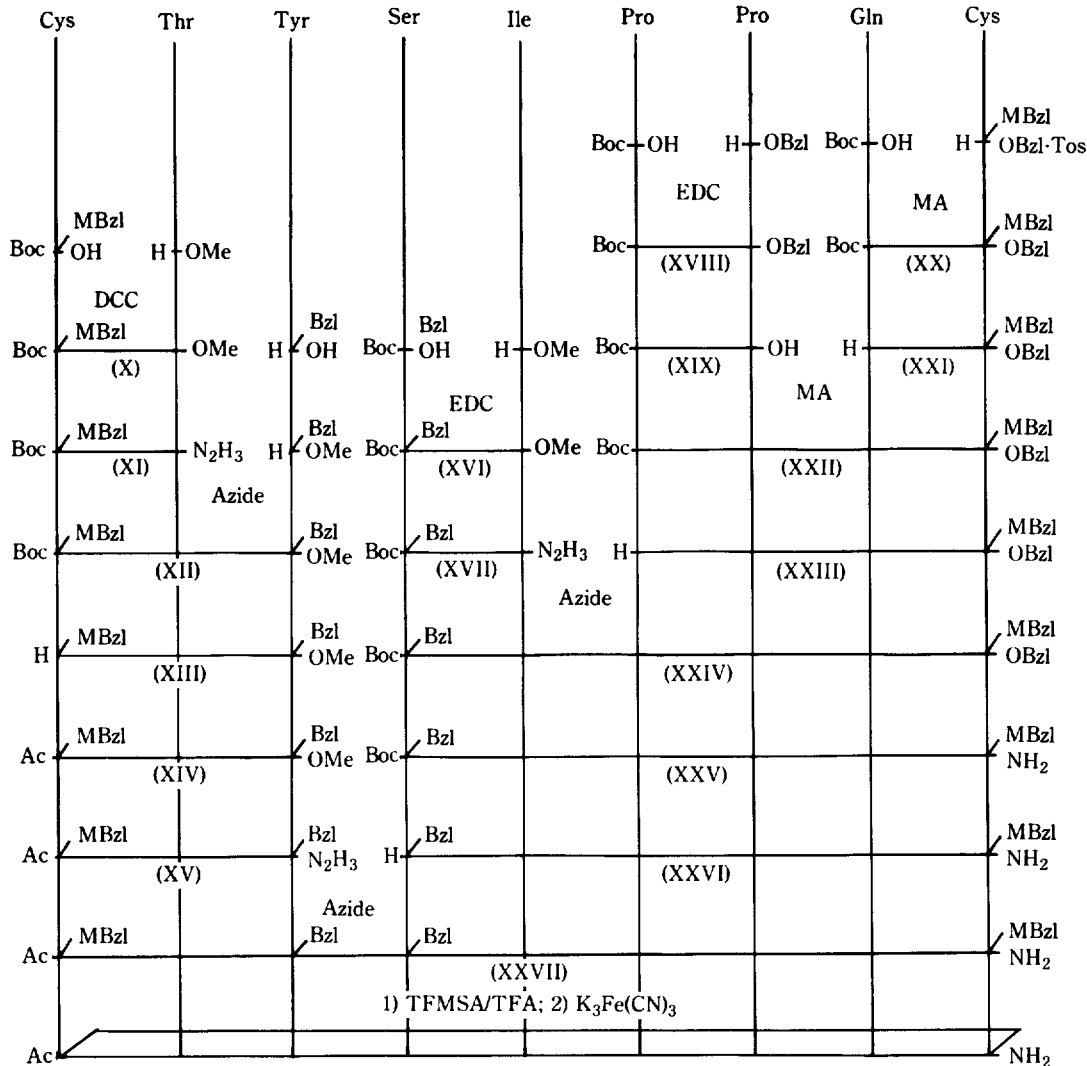 Cys Thr Tyr Ser Ile Pro Pro Gln Cys
MBzl
Boc OH H OBzl Boc OH H OBzl·Tos
EDC MA
MBzl MBzl
Boc OH H OMe Boc OBzl Boc OBzl
(XVIII) (XX)
DCC
MBzl Bzl Bzl MBzl
Boc OMe H OH Boc OH H OMe Boc OH H OBzl
(X) (XIX) (XXI)
EDC MA
MBzl Bzl Bzl MBzl
Boc N2H3 H OMe Boc OMe Boc OBzl
(XI) (XVI) (XXII)
Azide
MBzl Bzl Bzl MBzl
Boc OMe Boc N2H3 H OBzl
(XII) (XVII) (XXIII)
Azide
MBzl Bzl Bzl MBzl
H OMe Boc OBzl
(XIII) (XXIV)
MBzl Bzl Bzl MBzl
Ac OMe Boc NH2
(XIV) (XXV)
MBzl Bzl Bzl MBzl
Ac N2H3 H NH2
(XV) (XXVI)
Azide
MBzl Bzl Bzl MBzl
Ac NH2
(XXVII)
1) TFMSA/TFA; 2) K3Fe(CN)3
Ac NH2